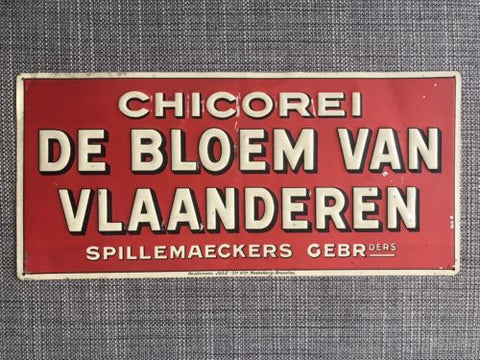 CHICOREI
DE BLOEM VAN
VLAANDEREN
SPILLEMAECKERS GEBRDERS